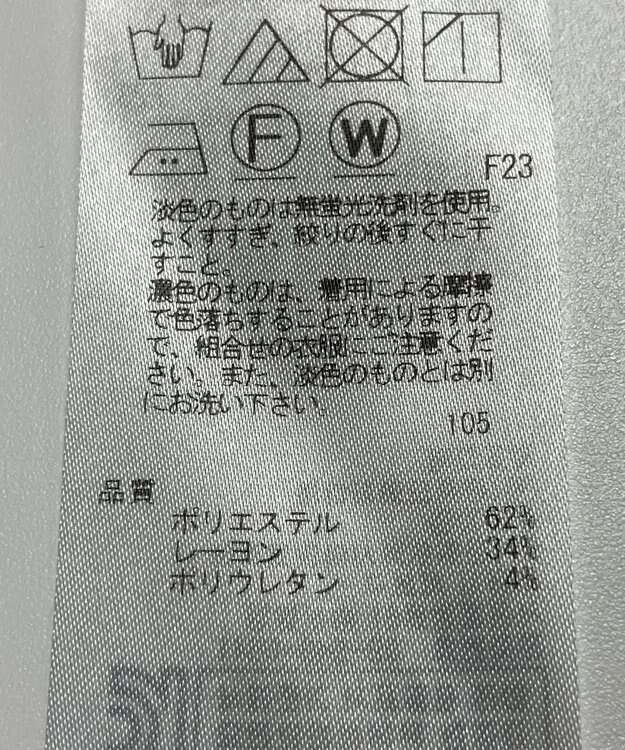 F W
F23
淡色のものは無蛍光洗剤を使用。
よくすすぎ、絞りの後すぐに干
すこと。
濃色のものは、着用による摩擦
で色落ちすることがありますの
で、組合せの衣服にご注意くだ
さい。また、淡色のものとは別
にお洗い下さい。
105
品質
ポリエステル 62%
レーヨン 34%
ポリウレタン 4%